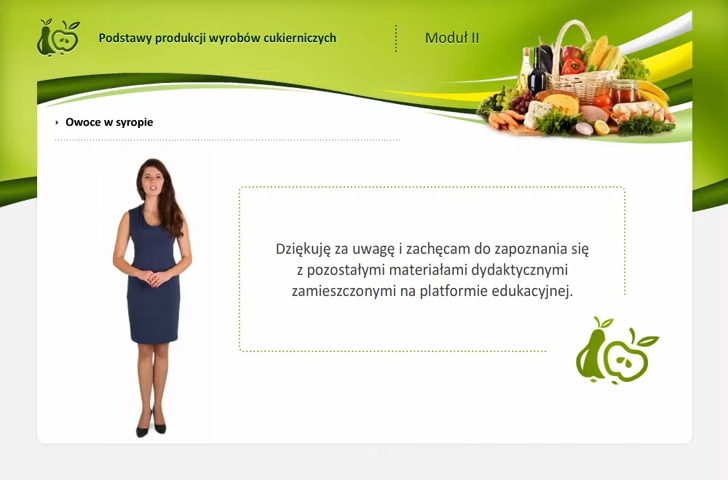 Podstawy produkcji wyrobów cukierniczych
Moduł II
Owoce w syropie
Dziękuję za uwagę i zachęcam do zapoznania się
z pozostałymi materiałami dydaktycznymi
zamieszczonymi na platformie edukacyjnej.